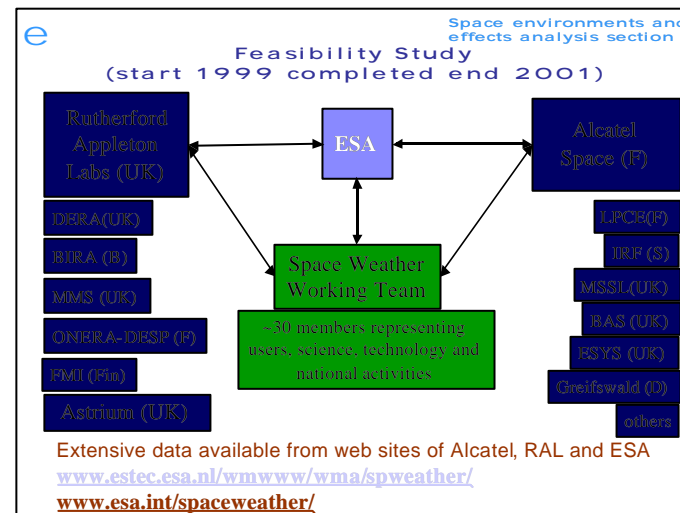 e
Space environments and
effects analysis section
Feasibility Study
(start 1999 completed end 2001)
Rutherford
Appleton
Labs (UK)
ESA
Alcatel
Space (F)
DERA(UK)
BIRA (B)
MMS (UK)
ONERA-DESP (F)
FMI (Fin)
Astrium (UK)
Space Weather
Working Team
~30 members representing
users, science, technology and
national activities
LPCE(F)
IRF (S)
MSSL(UK)
BAS (UK)
ESYS (UK)
Greifswald (D)
others
Extensive data available from web sites of Alcatel, RAL and ESA
www.estec.esa.nl/wmwww/wma/spweather/
www.esa.int/spaceweather/